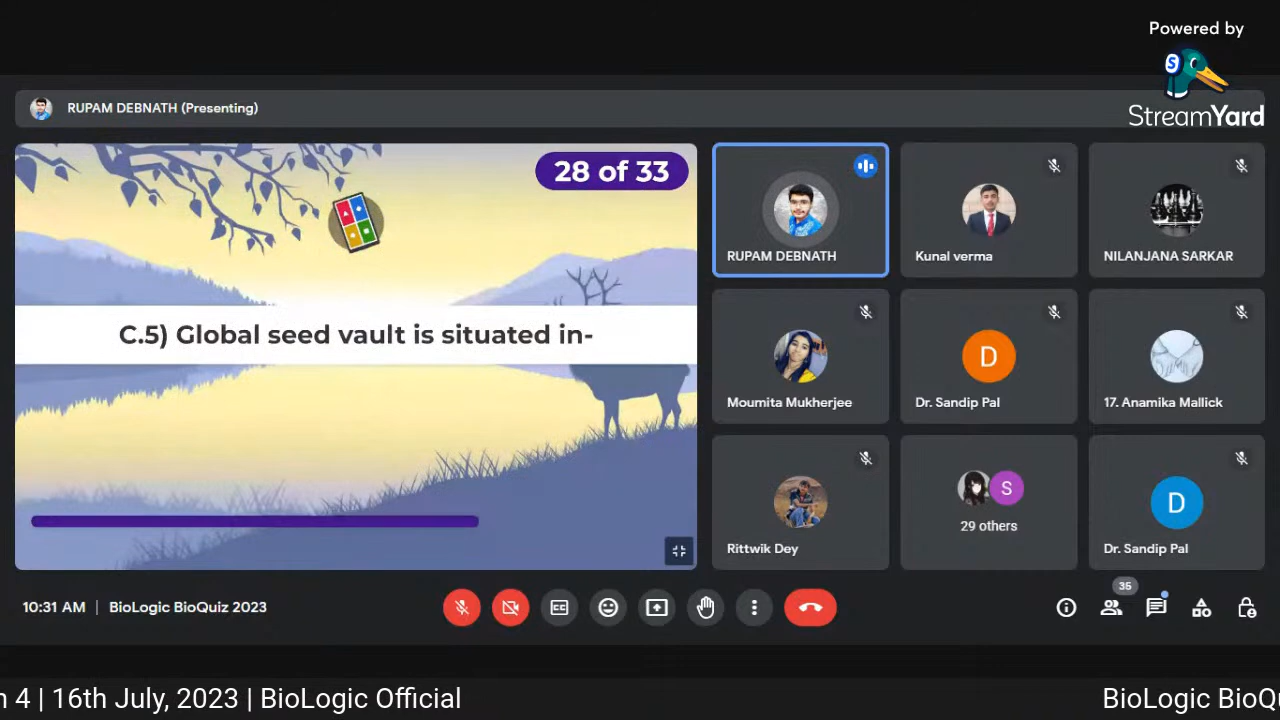 Powered by
StreamYard
RUPAM DEBNATH (Presenting)
28 of 33
C.5) Global seed vault is situated in-
RUPAM DEBNATH
Kunal verma
NILANJANA SARKAR
Moumita Mukherjee
D
Dr. Sandip Pal
17. Anamika Mallick
Rittwik Dey
S
29 others
D
Dr. Sandip Pal
10:31 AM | BioLogic BioQuiz 2023
35
n 4 | 16th July, 2023 | BioLogic Official
BioLogic BioQu